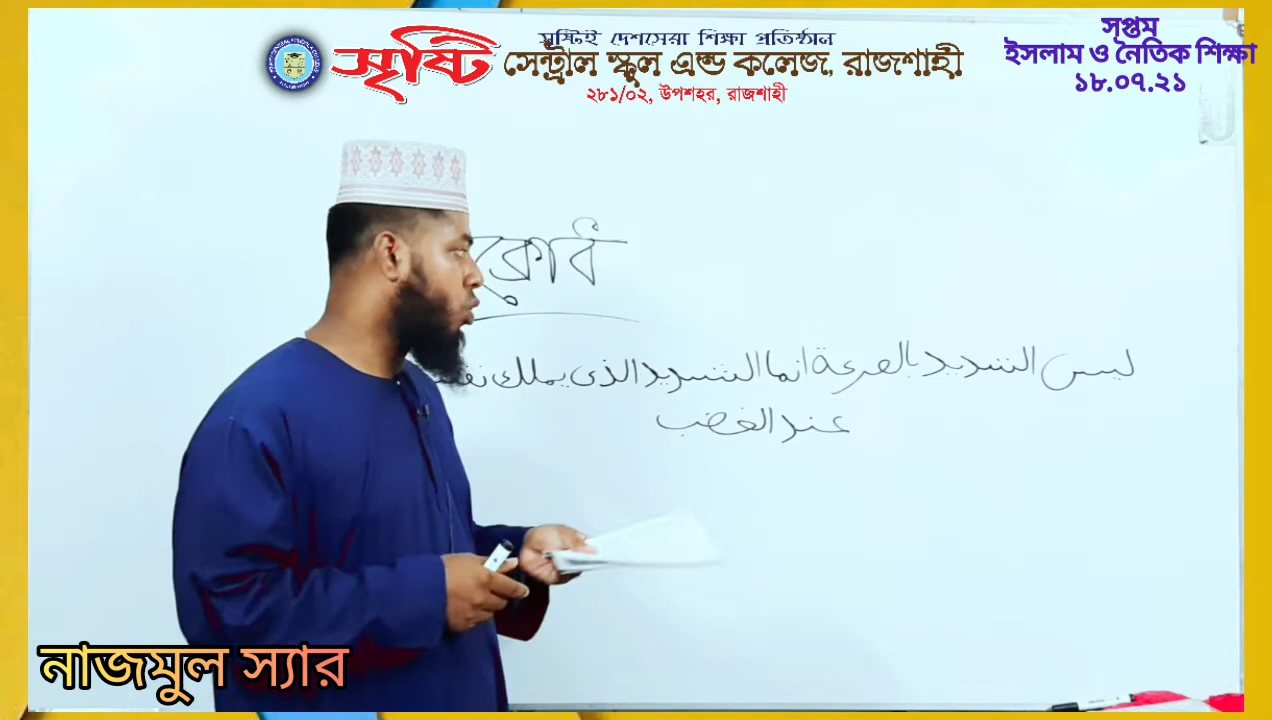 সৃষ্টিই দেশসেরা শিক্ষা প্রতিষ্ঠান
সৃষ্টি সেন্ট্রাল স্কুল এন্ড কলেজ, রাজশাহী
২৮১/০২, উপশহর, রাজশাহী
সপ্তম
ইসলাম ও নৈতিক শিক্ষা
১৮.০৭.২১
ক্রোধ
ليس الشديد بالصرعة انما الشديد الذى يملك
عند الغضب
নাজমুল স্যার